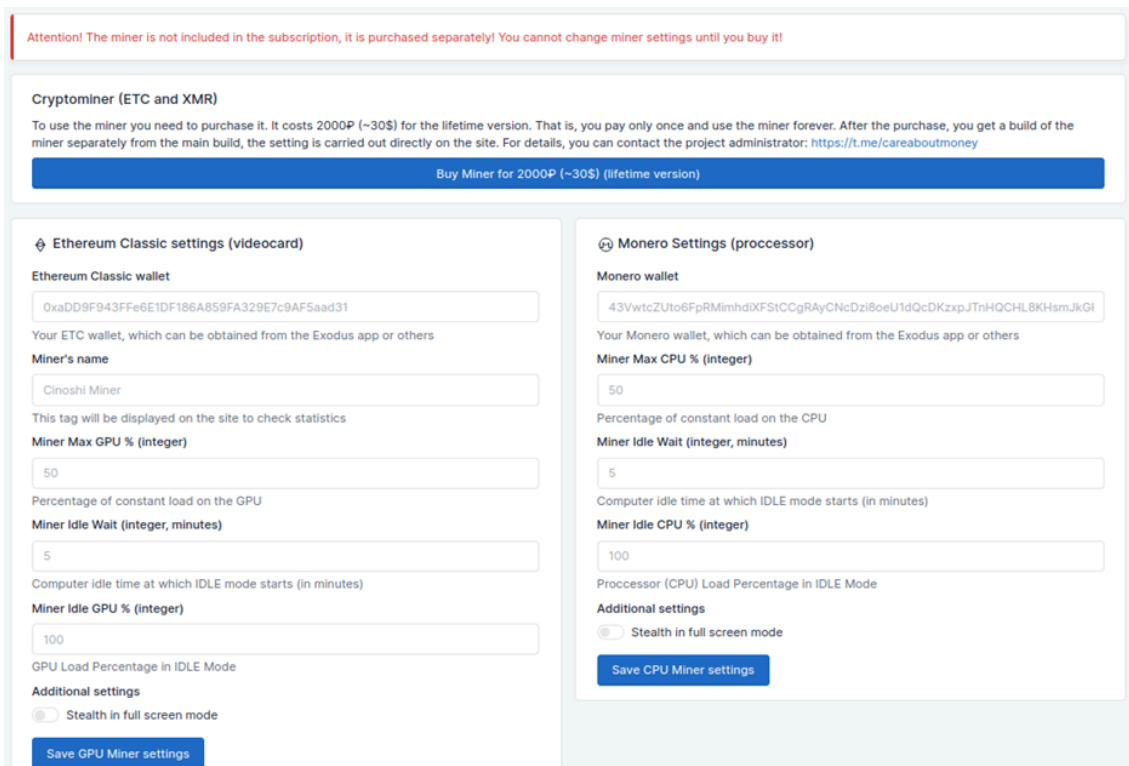 Attention! The miner is not included in the subscription, it is purchased separately! You cannot change miner settings until you buy it!
Cryptominer (ETC and XMR)
To use the miner you need to purchase it. It costs 2000₽ (~30$) for the lifetime version. That is, you pay only once and use the miner forever. After the purchase, you get a build of the
miner separately from the main build, the setting is carried out directly on the site. For details, you can contact the project administrator: https://t.me/careaboutmoney
Buy Miner for 2000₽ (~30$) (lifetime version)
Ethereum Classic settings (videocard)
Ethereum Classic wallet
0xaDD9F943FFe6E1DF186A859FA329E7c9AF5aad31
Your ETC wallet, which can be obtained from the Exodus app or others
Miner's name
Cinoshi Miner
This tag will be displayed on the site to check statistics
Miner Max GPU % (integer)
50
Percentage of constant load on the GPU
Miner Idle Wait (integer, minutes)
5
Computer idle time at which IDLE mode starts (in minutes)
Miner Idle GPU % (integer)
100
GPU Load Percentage in IDLE Mode
Additional settings
Stealth in full screen mode
Save GPU Miner settings
Monero Settings (proccessor)
Monero wallet
43VwtcZUto6FpRMimhdiXFStCCgRAyCNcDzi8oeU1dQcDKzxpJTnHQCHL8KHsmJkGl
Your Monero wallet, which can be obtained from the Exodus app or others
Miner Max CPU % (integer)
50
Percentage of constant load on the CPU
Miner Idle Wait (integer, minutes)
5
Computer idle time at which IDLE mode starts (in minutes)
Miner Idle CPU % (integer)
100
Proccessor (CPU) Load Percentage in IDLE Mode
Additional settings
Stealth in full screen mode
Save CPU Miner settings